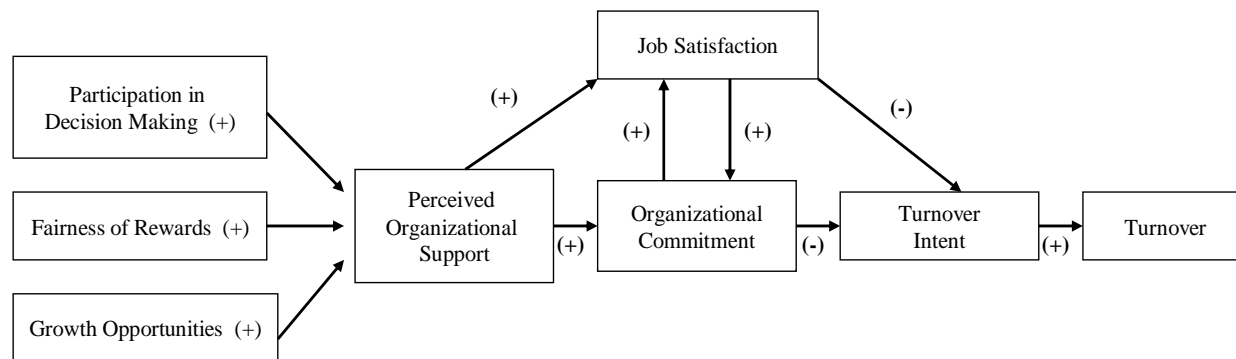 Job Satisfaction
Participation in
Decision Making (+)
(+)
(+)
(+)
(-)
Perceived
Organizational
Support
Organizational
Commitment
Turnover
Intent
Turnover
Fairness of Rewards (+)
(+)
(-)
(+)
Growth Opportunities (+)